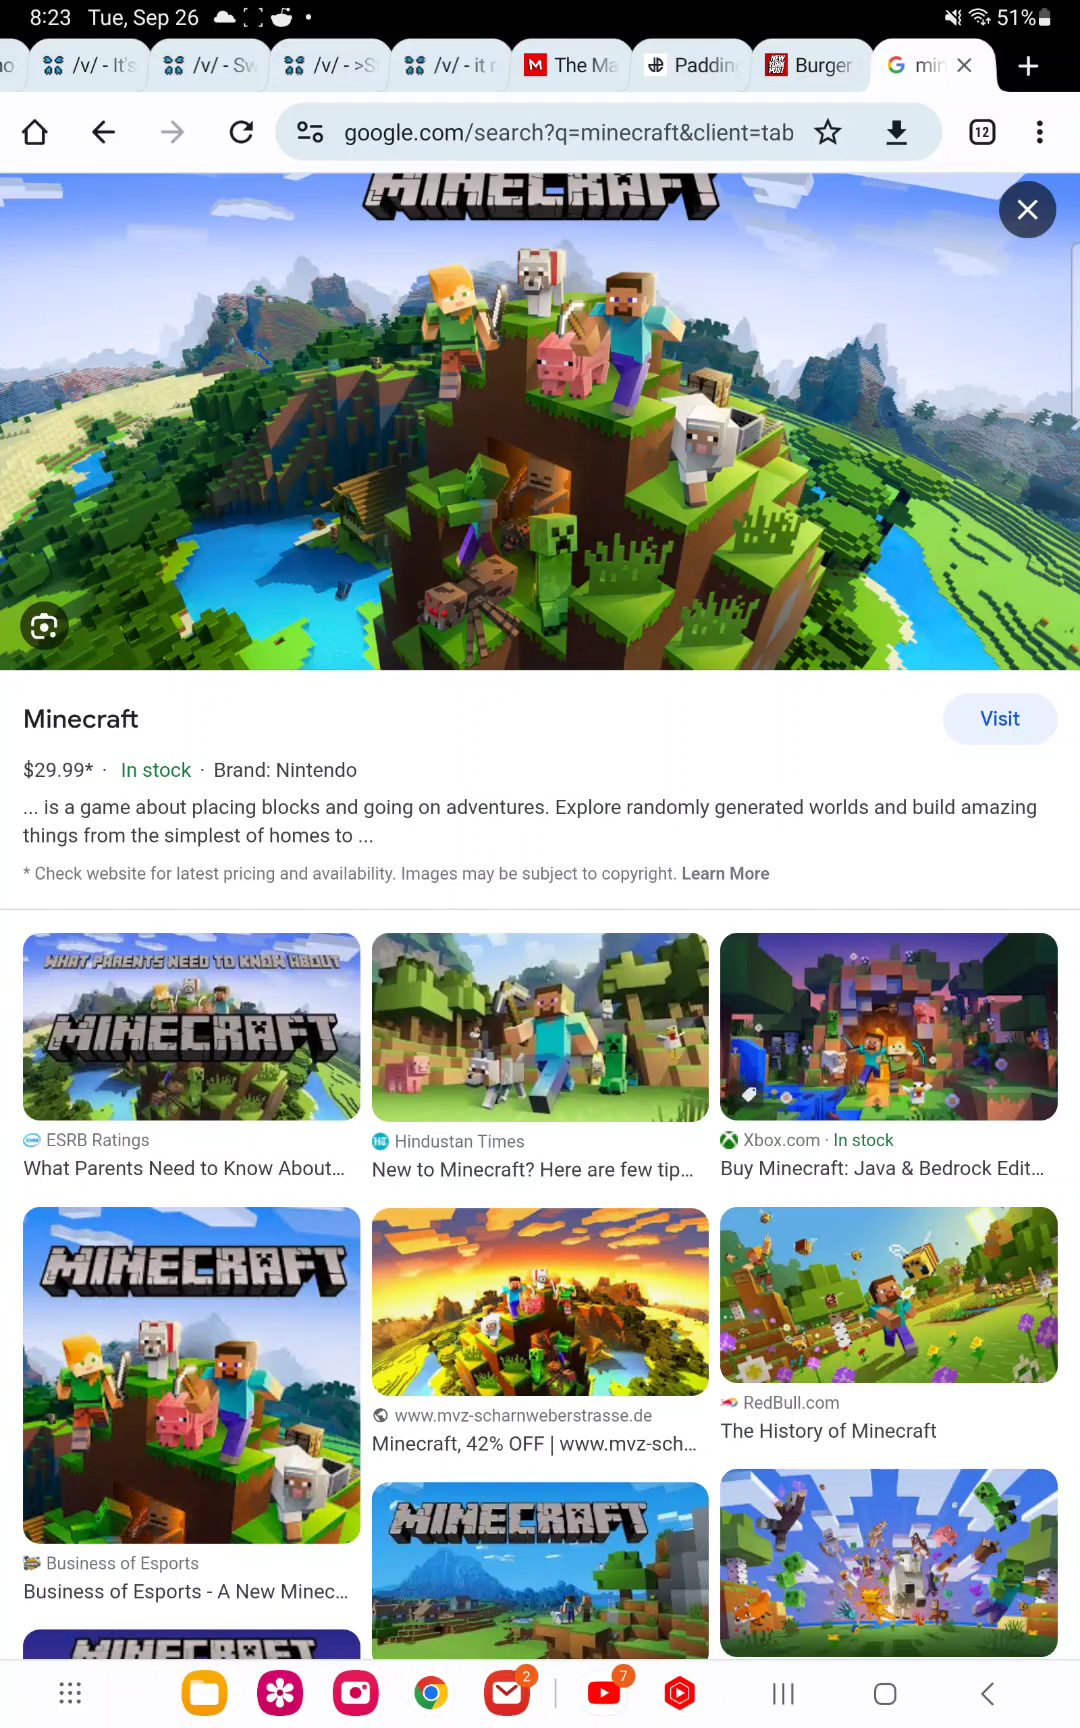 8:23 Tue, Sep 26
51%
/v/ - It's
/v/ - Sw
/v/ - >S
/v/ - it r
M The Ma
Padding
NEW YORK POST Burger
min
google.com/search?q=minecraft&client=tab
12
MINECRAFT
Minecraft
Visit
$29.99* · In stock · Brand: Nintendo
... is a game about placing blocks and going on adventures. Explore randomly generated worlds and build amazing
things from the simplest of homes to ...
* Check website for latest pricing and availability. Images may be subject to copyright. Learn More
WHAT PARENTS NEED TO KNOW ABOUT
MINECRAFT
ESRB Ratings
What Parents Need to Know About...
Hindustan Times
New to Minecraft? Here are few tip...
Xbox.com · In stock
Buy Minecraft: Java & Bedrock Edit...
MINECRAFT
Business of Esports
Business of Esports - A New Minec...
www.mvz-scharnweberstrasse.de
Minecraft, 42% OFF | www.mvz-sch...
RedBull.com
The History of Minecraft
MINECRAFT
MINECRAFT
2
7